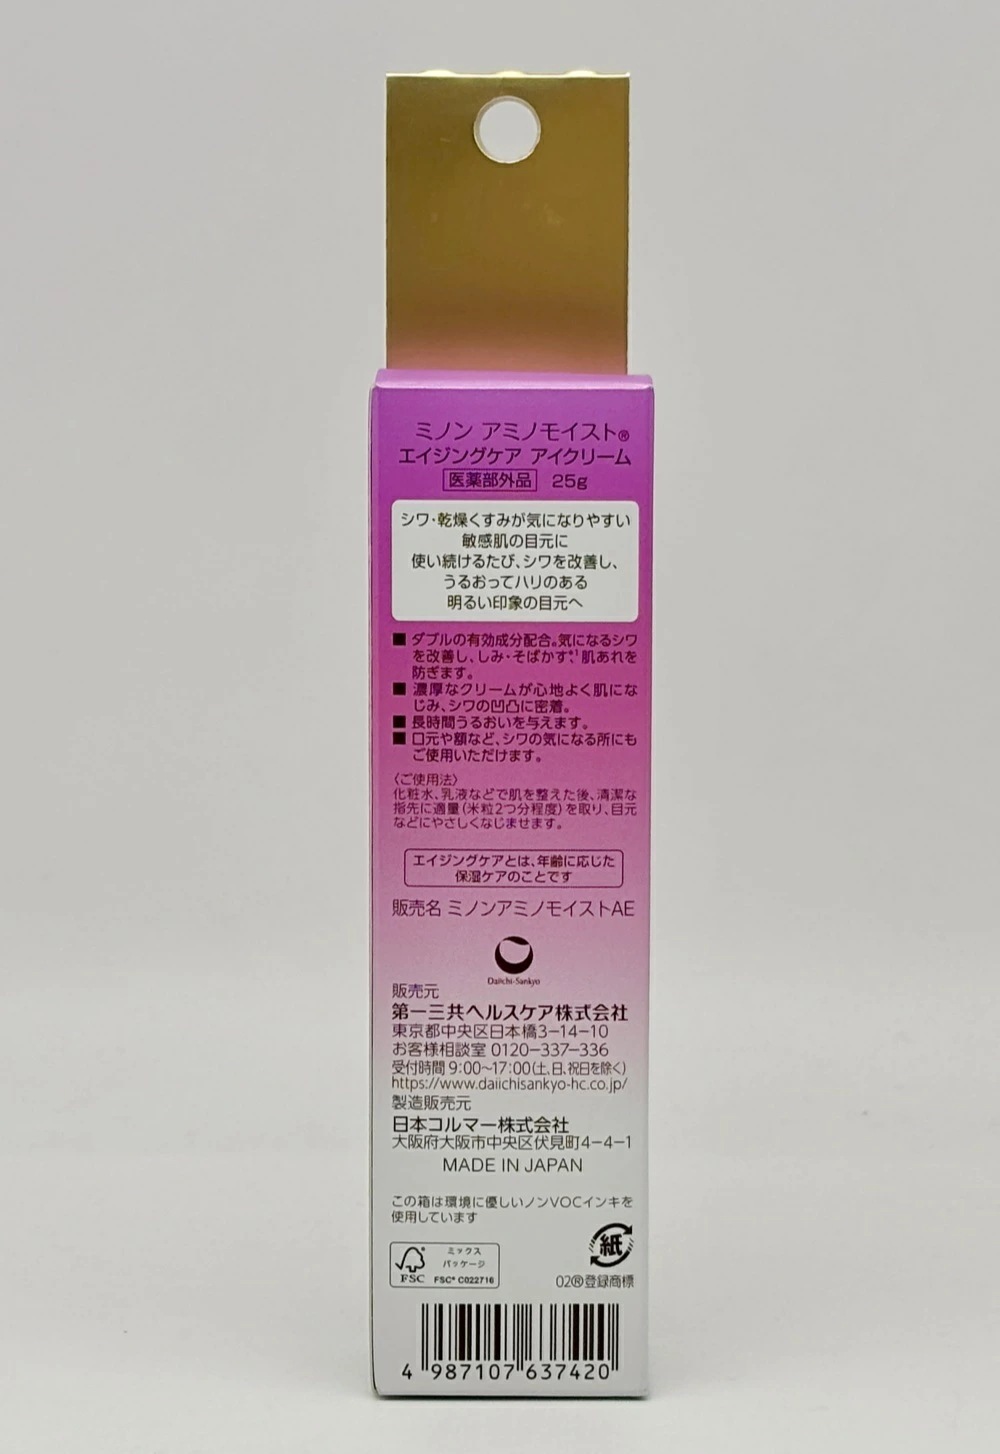 ミノン アミノモイスト®
エイジングケア アイクリーム
医薬部外品 25g
シワ・乾燥くすみが気になりやすい
敏感肌の目元に
使い続けるたび、シワを改善し、
うるおってハリのある
明るい印象の目元へ
■ ダブルの有効成分配合。気になるシワ
を改善し、しみ・そばかす*1、肌あれを
防ぎます。
■ 濃厚なクリームが心地よく肌にな
じみ、シワの凹凸に密着。
■ 長時間うるおいを与えます。
■ 口元や額など、シワの気になる所にも
ご使用いただけます。
〈ご使用法〉
化粧水、乳液などで肌を整えた後、清潔な
指先に適量(米粒2つ分程度)を取り、目元
などにやさしくなじませます。
エイジングケアとは、年齢に応じた
保湿ケアのことです
販売名 ミノンアミノモイストAE
Daiichi-Sankyo
販売元
第一三共ヘルスケア株式会社
東京都中央区日本橋3-14-10
お客様相談室 0120-337-336
受付時間 9:00~17:00(土、日、祝日を除く)
https://www.daiichisankyo-hc.co.jp/
製造販売元
日本コルマー株式会社
大阪府大阪市中央区伏見町4-4-1
MADE IN JAPAN
この箱は環境に優しいノンVOCインキを
使用しています
紙
ミックス
パッケージ
FSC FSC® C022716
02®登録商標
4 987107 637420